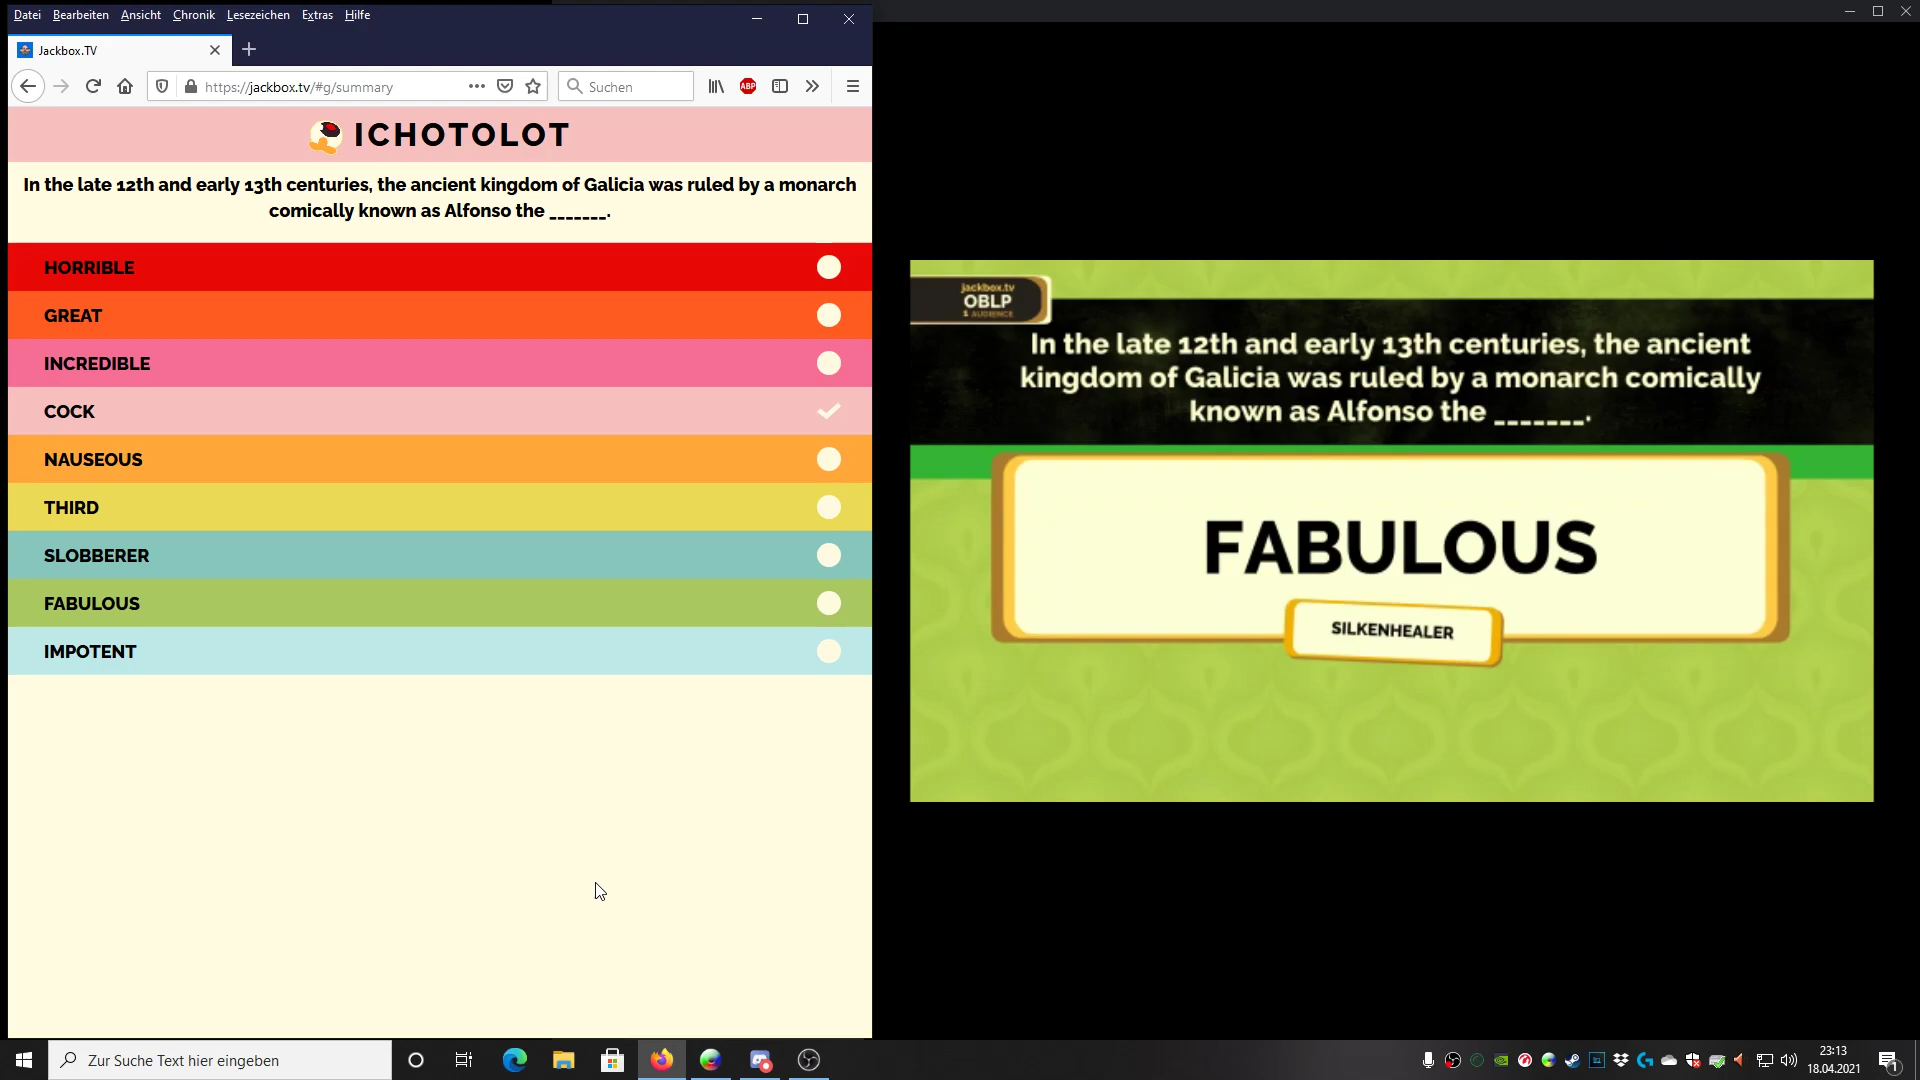 Datei Bearbeiten Ansicht Chronik Lesezeichen Extras Hilfe
Jackbox.TV
https://jackbox.tv/#g/summary
Suchen
ABP
ICHOTOLOT
In the late 12th and early 13th centuries, the ancient kingdom of Galicia was ruled by a monarch
comically known as Alfonso the _______.
HORRIBLE
GREAT
INCREDIBLE
COCK
NAUSEOUS
THIRD
SLOBBERER
FABULOUS
IMPOTENT
jackbox.tv
OBLP
1 AUDIENCE
In the late 12th and early 13th centuries, the ancient
kingdom of Galicia was ruled by a monarch comically
known as Alfonso the _______.
FABULOUS
SILKENHEALER
Zur Suche Text hier eingeben
23:13
18.04.2021
1